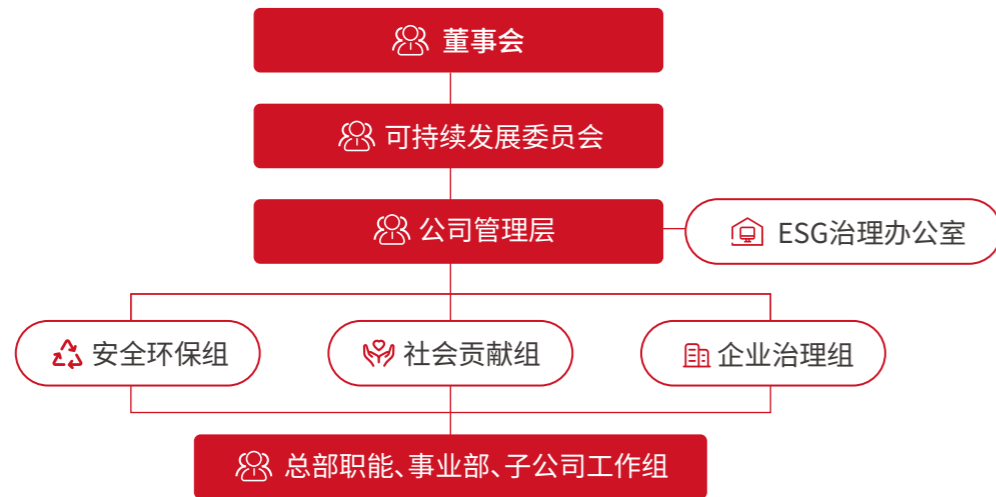 董事会
可持续发展委员会
公司管理层
ESG治理办公室
安全环保组
社会贡献组
企业治理组
总部职能、事业部、子公司工作组